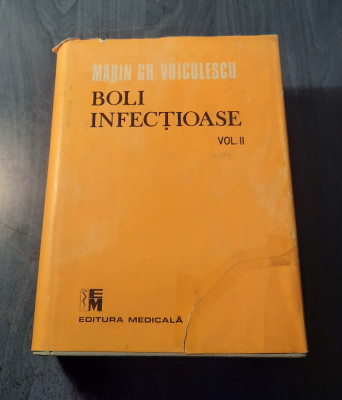 MARIN GH. VOICULESCU
BOLI
INFECȚIOASE
VOL. II
EM
EDITURA MEDICALĂ